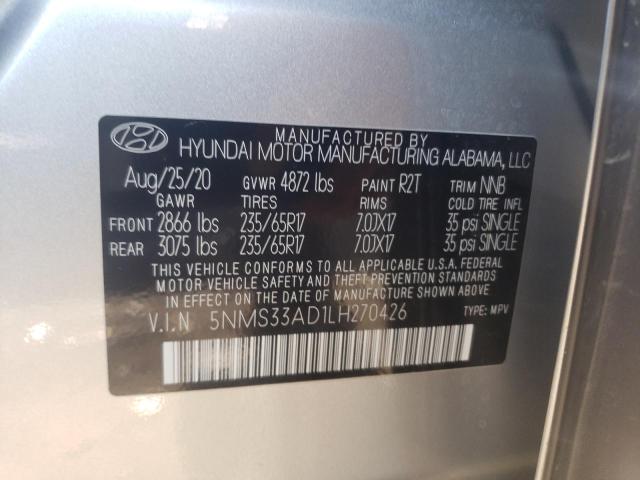 MANUFACTURED BY
HYUNDAI MOTOR MANUFACTURING ALABAMA, LLC
Aug/25/20 GVWR 4872 lbs PAINT R2T TRIM NNB
GAWR TIRES RIMS COLD TIRE INFL
FRONT 2866 lbs 235/65R17 7.0JX17 35 psi SINGLE
REAR 3075 lbs 235/65R17 7.0JX17 35 psi SINGLE
THIS VEHICLE CONFORMS TO ALL APPLICABLE U.S.A. FEDERAL
MOTOR VEHICLE SAFETY AND THEFT PREVENTION STANDARDS
IN EFFECT ON THE DATE OF MANUFACTURE SHOWN ABOVE
V.I.N 5NMS33AD1LH270426 TYPE: MPV